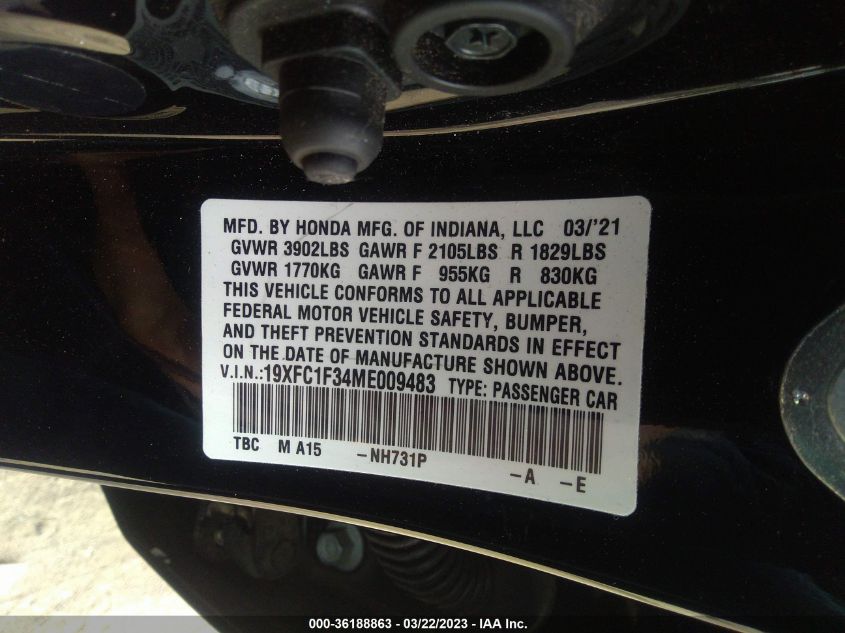 MFD. BY HONDA MFG. OF INDIANA, LLC 03/'21
GVWR 3902LBS GAWR F 2105LBS R 1829LBS
GVWR 1770KG GAWR F 955KG R 830KG
THIS VEHICLE CONFORMS TO ALL APPLICABLE
FEDERAL MOTOR VEHICLE SAFETY, BUMPER,
AND THEFT PREVENTION STANDARDS IN EFFECT
ON THE DATE OF MANUFACTURE SHOWN ABOVE.
V.I.N.:19XFC1F34ME009483 TYPE: PASSENGER CAR
TBC M A15 -NH731P -A -E
000-36188863 - 03/22/2023 - IAA Inc.